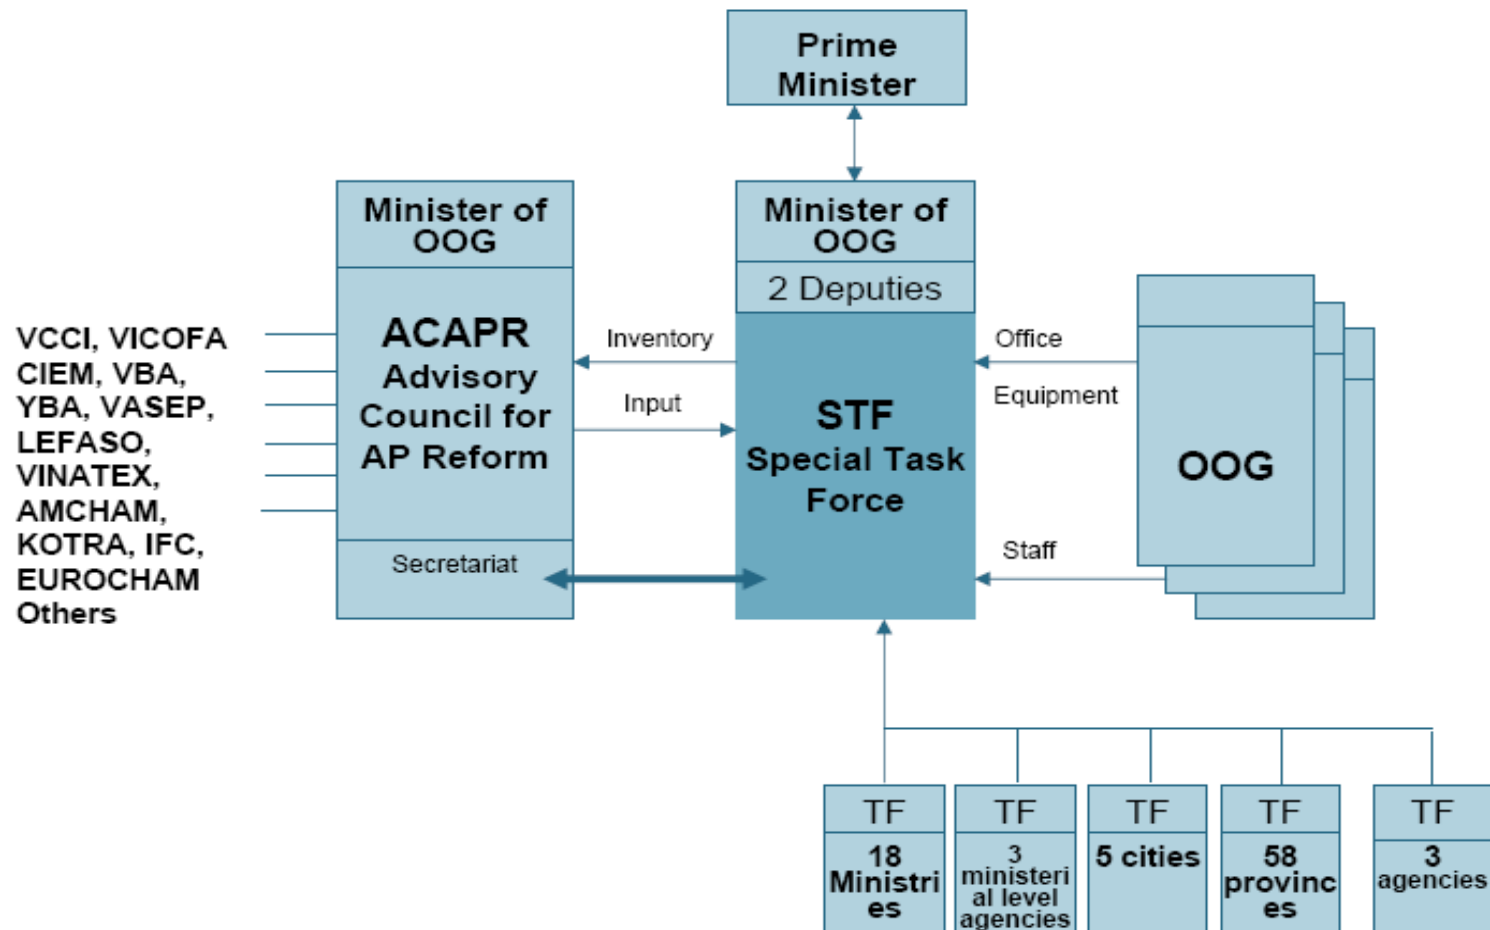 Prime
Minister
Minister of
OOG
ACAPR
Advisory
Council for
AP Reform
Secretariat
VCCI, VICOFA
CIEM, VBA,
YBA, VASEP,
LEFASO,
VINATEX,
AMCHAM,
KOTRA, IFC,
EUROCHAM
Others
Inventory
Input
Minister of
OOG
2 Deputies
STF
Special Task
Force
Office
Equipment
Staff
OOG
TF
18
Ministri
es
TF
3
ministeri
al level
agencies
TF
5 cities
TF
58
provinc
es
TF
3
agencies